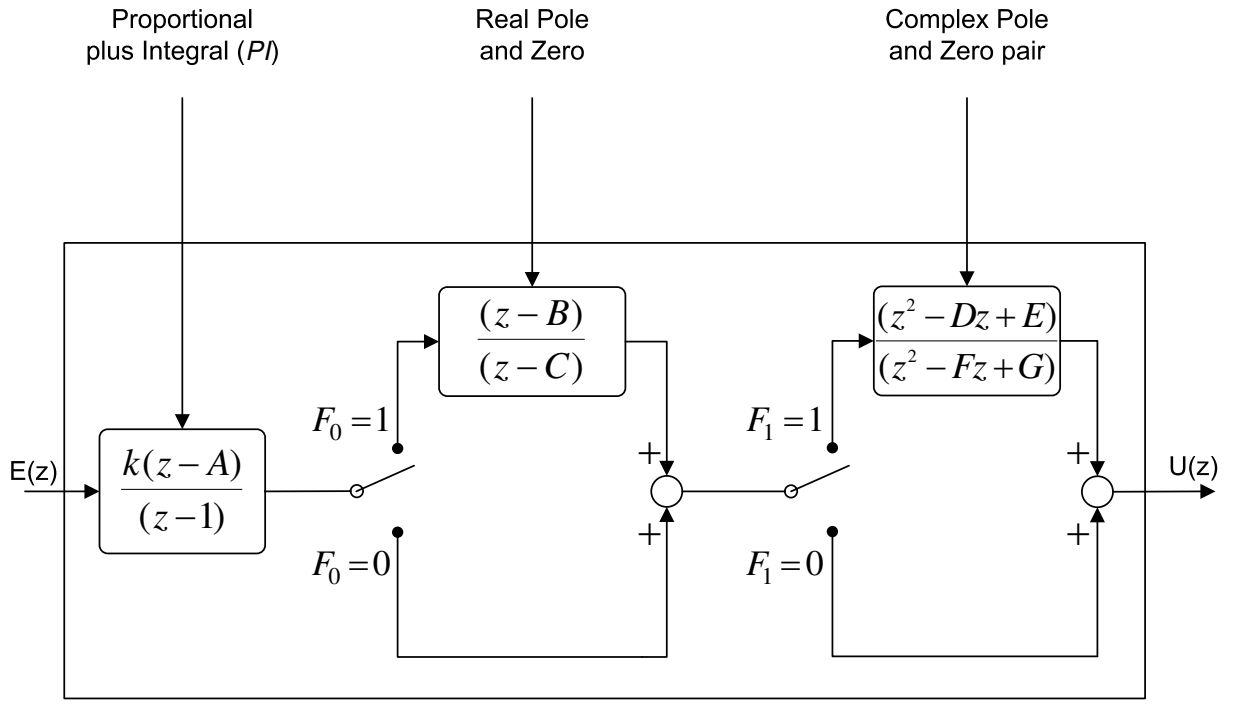 Proportional
plus Integral (PI)
Real Pole
and Zero
Complex Pole
and Zero pair
E(z)
k(z − A)
(z − 1)
F₀ = 1
F₀ = 0
(z − B)
(z − C)
+
+
F₁ = 1
F₁ = 0
(z² − Dz + E)
(z² − Fz + G)
+
+
U(z)